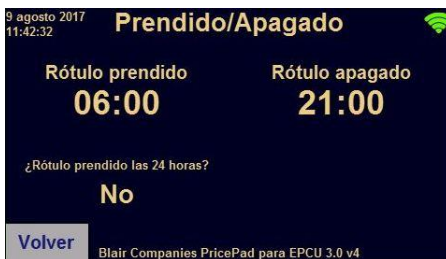 9 agosto 2017
11:42:32
Prendido/Apagado
Rótulo prendido
06:00
Rótulo apagado
21:00
¿Rótulo prendido las 24 horas?
No
Volver
Blair Companies PricePad para EPCU 3.0 v4